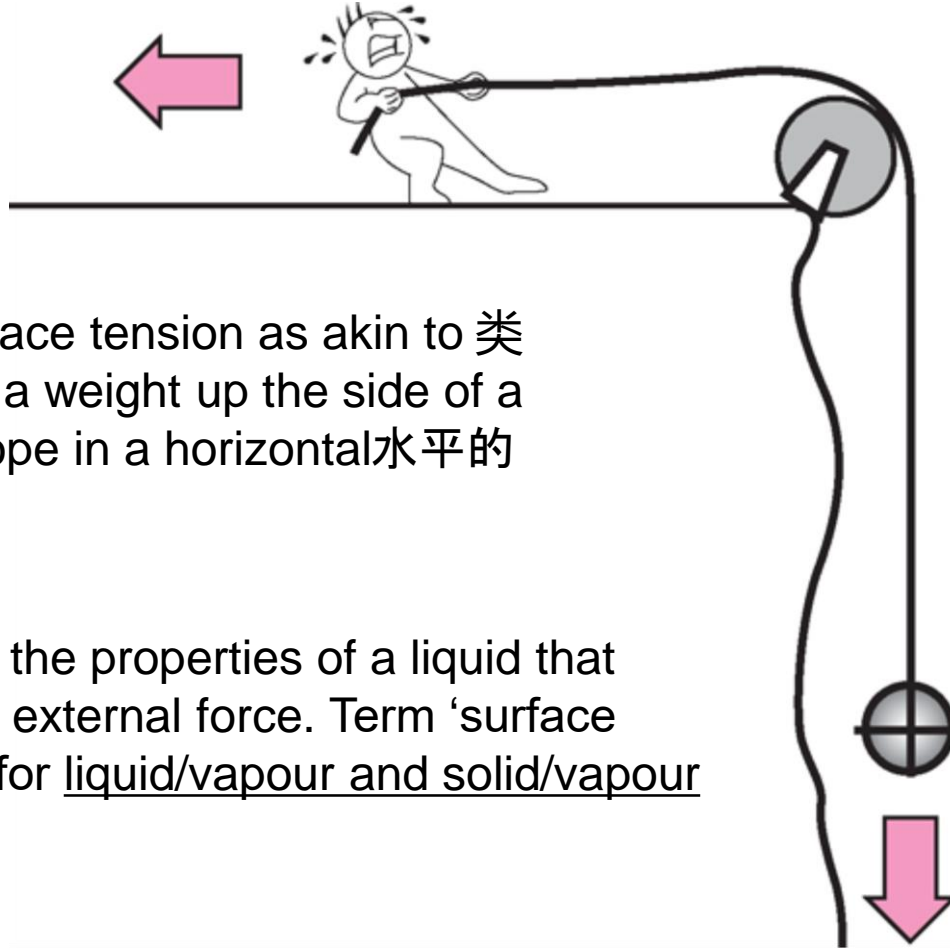 ace tension as akin to 类
a weight up the side of a
ope in a horizontal水平的
the properties of a liquid that
external force. Term ‘surface
for liquid/vapour and solid/vapour